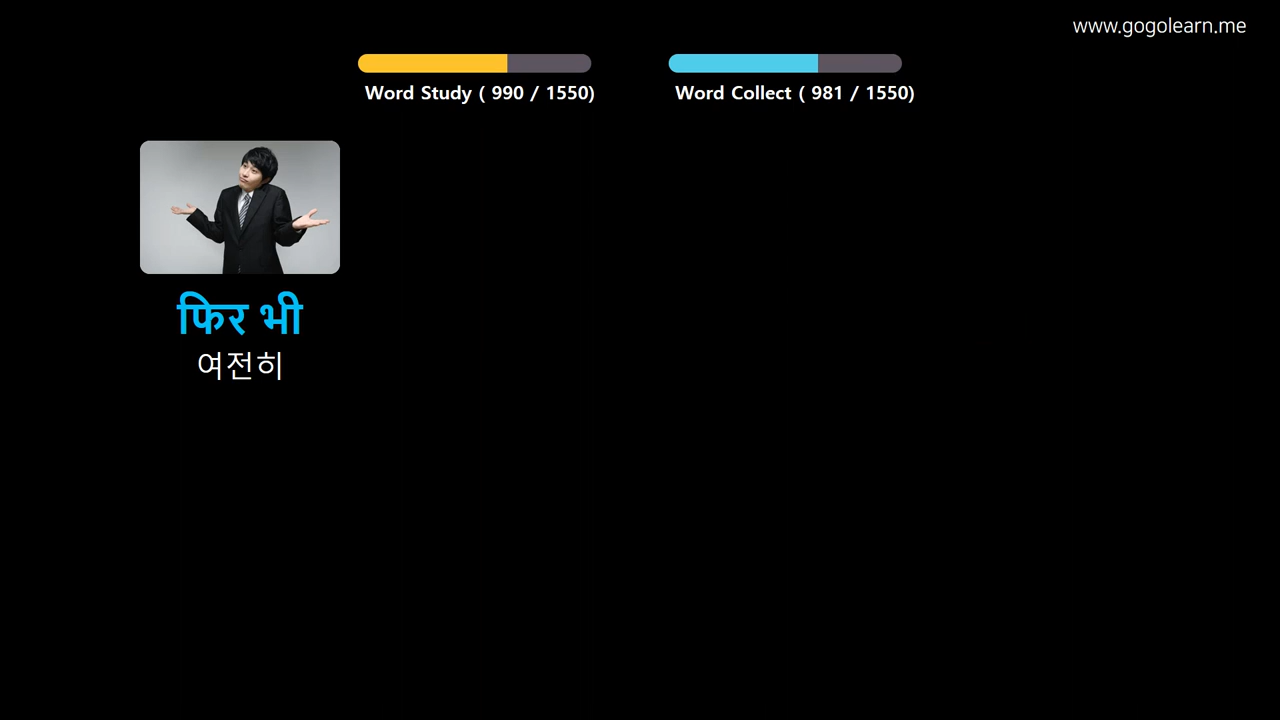 www.gogolearn.me
Word Study ( 990 / 1550)
Word Collect ( 981 / 1550)
फिर भी
여전히